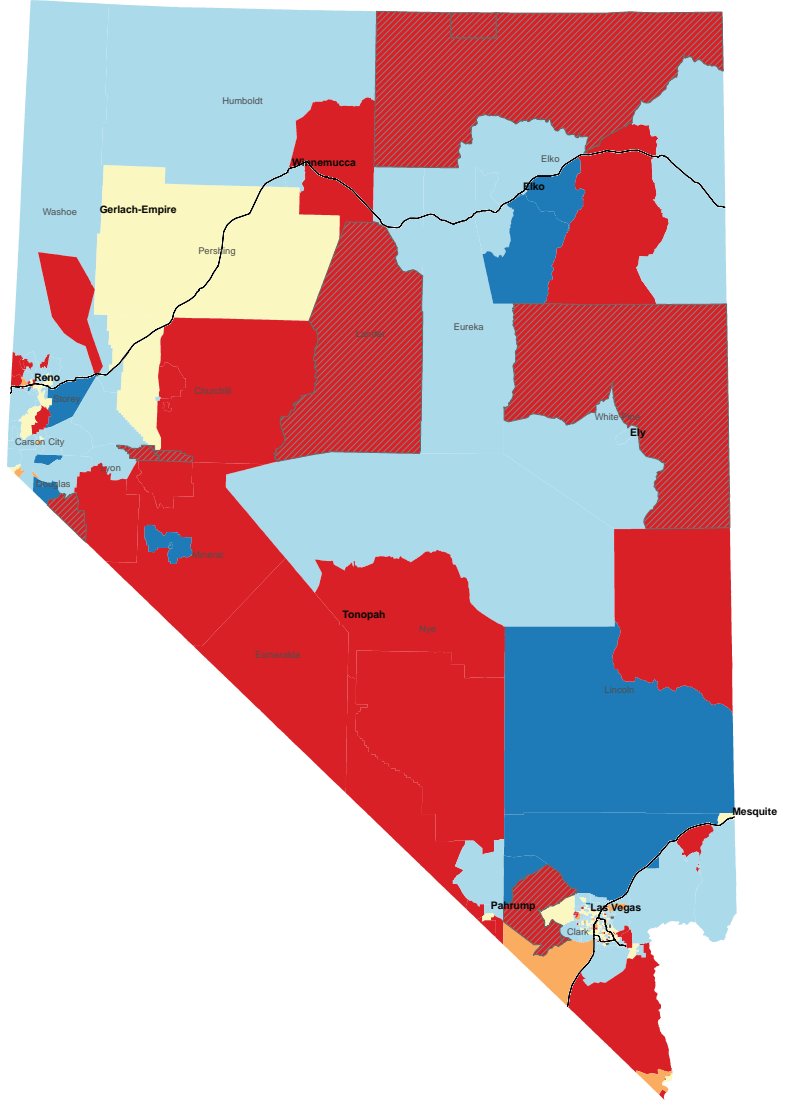 Humboldt
Elko
Winnemucca
Elko
Washoe
Gerlach-Empire
Pershing
Lander
Eureka
Reno
Churchill
Storey
White Pine
Ely
Carson City
Lyon
Douglas
Mineral
Tonopah
Nye
Esmeralda
Lincoln
Mesquite
Pahrump
Las Vegas
Clark